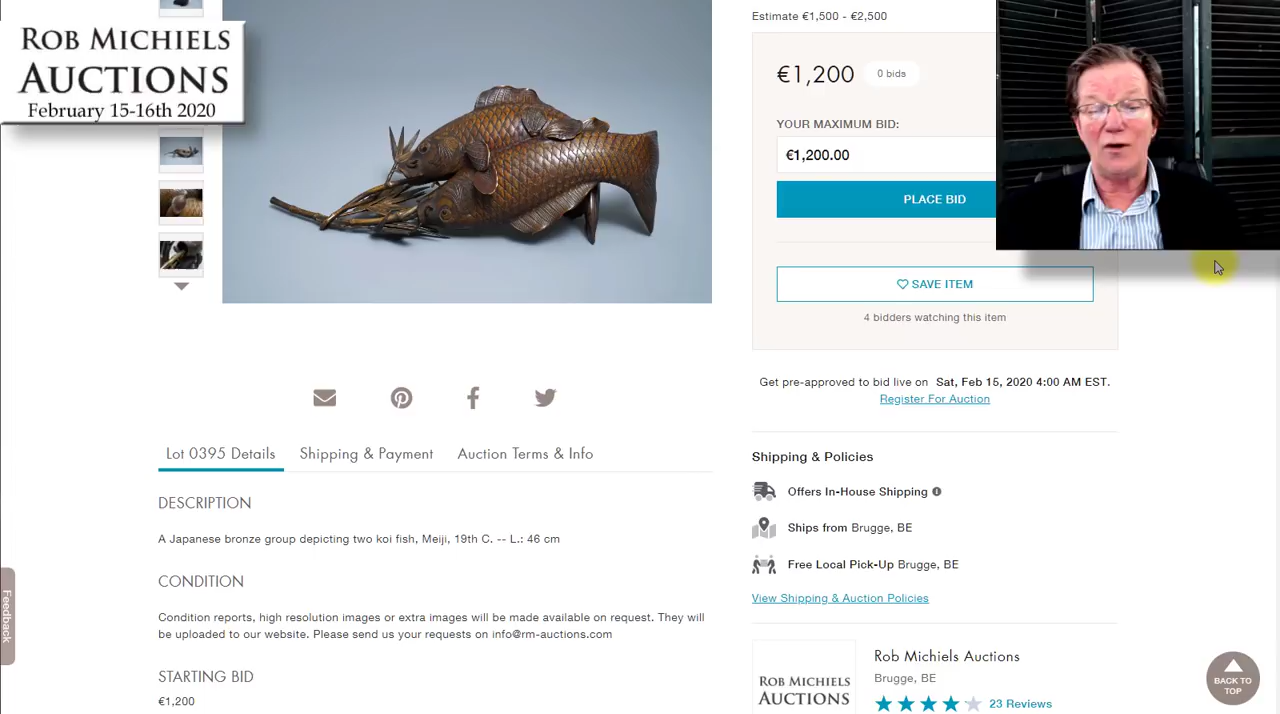 ROB MICHIELS
AUCTIONS
February 15-16th 2020
Estimate €1,500 - €2,500
€1,200
0 bids
YOUR MAXIMUM BID:
€1,200.00
PLACE BID
SAVE ITEM
4 bidders watching this item
Get pre-approved to bid live on Sat, Feb 15, 2020 4:00 AM EST.
Register For Auction
Lot 0395 Details
Shipping & Payment
Auction Terms & Info
DESCRIPTION
A Japanese bronze group depicting two koi fish, Meiji, 19th C. -- L.: 46 cm
CONDITION
Condition reports, high resolution images or extra images will be made available on request. They will
be uploaded to our website. Please send us your requests on info@rm-auctions.com
STARTING BID
€1,200
Shipping & Policies
Offers In-House Shipping
Ships from Brugge, BE
Free Local Pick-Up Brugge, BE
View Shipping & Auction Policies
ROB MICHIELS
AUCTIONS
Rob Michiels Auctions
Brugge, BE
23 Reviews
BACK TO
TOP
Feedback